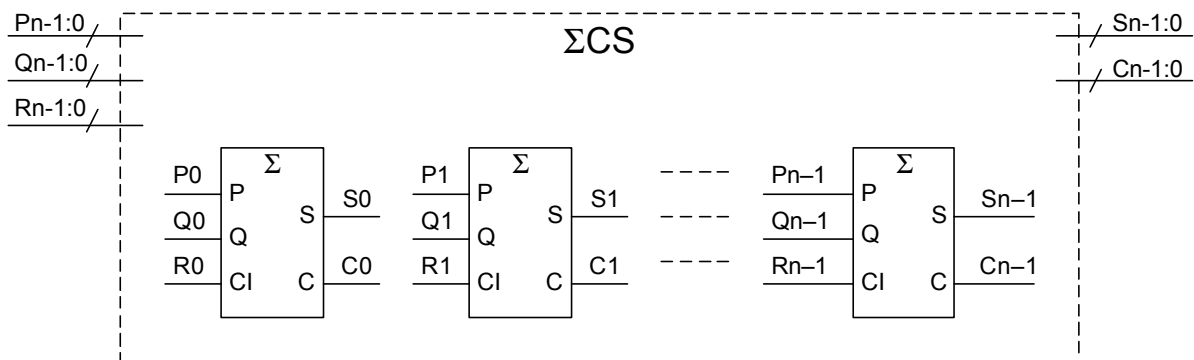 Pn-1:0
ΣCS
Sn-1:0
Qn-1:0
Cn-1:0
Rn-1:0
Σ
Σ
Σ
P0
P
P1
P
Pn–1
P
S
S0
S
S1
S
Sn–1
Q0
Q
Q1
Q
Qn–1
Q
R0
CI
C
C0
R1
CI
C
C1
Rn–1
CI
C
Cn–1